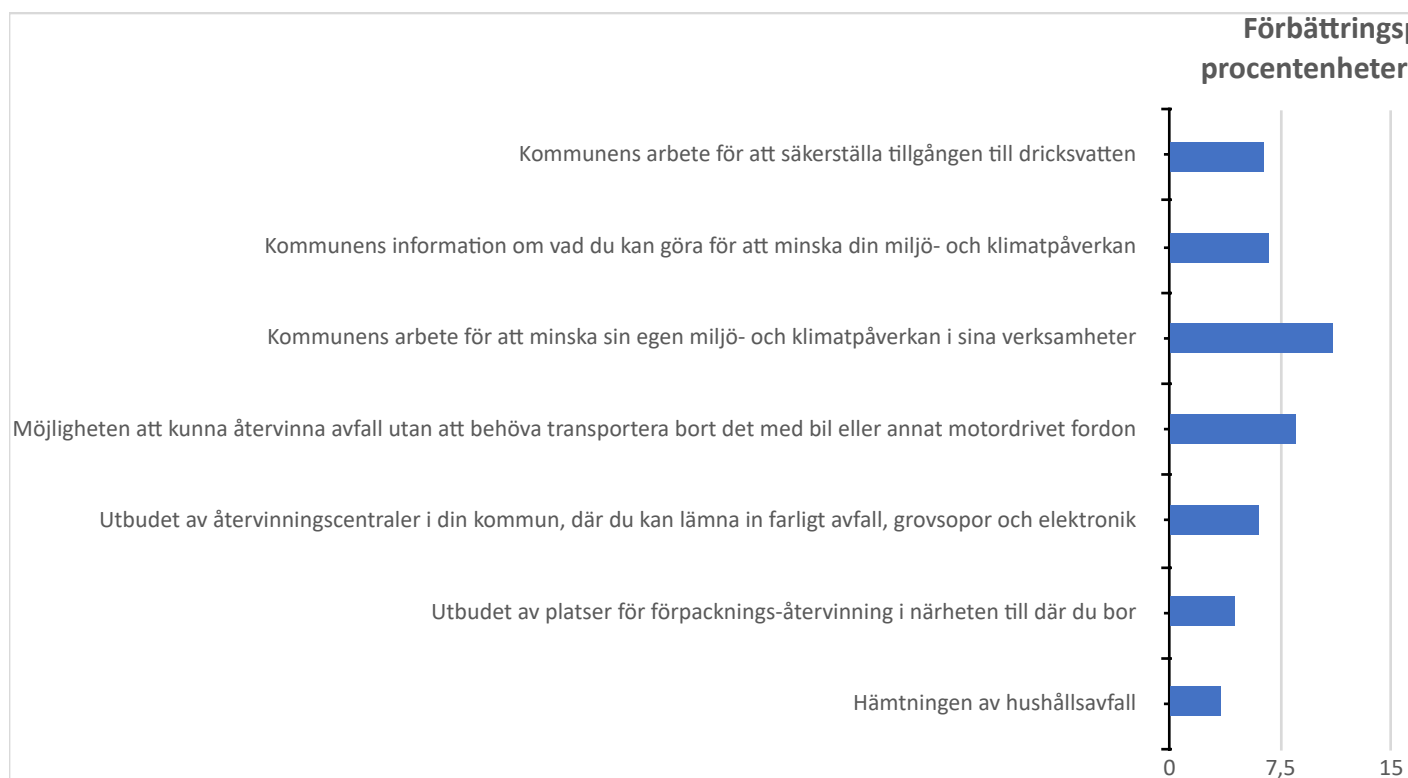 Förbättringsp
procentenheter
Kommunens arbete för att säkerställa tillgången till dricksvatten
Kommunens information om vad du kan göra för att minska din miljö- och klimatpåverkan
Kommunens arbete för att minska sin egen miljö- och klimatpåverkan i sina verksamheter
Möjligheten att kunna återvinna avfall utan att behöva transportera bort det med bil eller annat motordrivet fordon
Utbudet av återvinningscentraler i din kommun, där du kan lämna in farligt avfall, grovsopor och elektronik
Utbudet av platser för förpacknings-återvinning i närheten till där du bor
Hämtningen av hushållsavfall
0 7,5 15